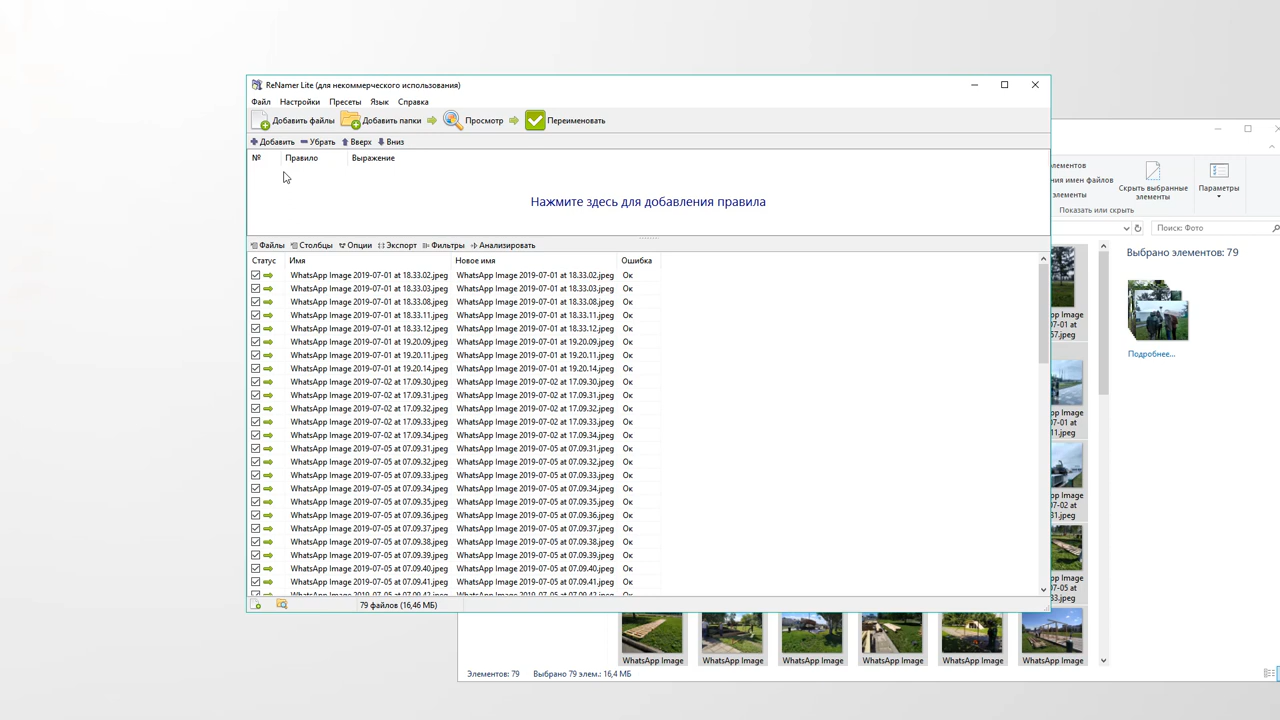 ReNamer Lite (для некоммерческого использования)
Файл Настройки Пресеты Язык Справка
Добавить файлы Добавить папки Просмотр Переименовать
Добавить Убрать Вверх Вниз
№ Правило Выражение
Нажмите здесь для добавления правила
Файлы Столбцы Опции Экспорт Фильтры Анализировать
Статус Имя Новое имя Ошибка
WhatsApp Image 2019-07-01 at 18.33.02.jpeg WhatsApp Image 2019-07-01 at 18.33.02.jpeg Ок
WhatsApp Image 2019-07-01 at 18.33.03.jpeg WhatsApp Image 2019-07-01 at 18.33.03.jpeg Ок
WhatsApp Image 2019-07-01 at 18.33.08.jpeg WhatsApp Image 2019-07-01 at 18.33.08.jpeg Ок
WhatsApp Image 2019-07-01 at 18.33.11.jpeg WhatsApp Image 2019-07-01 at 18.33.11.jpeg Ок
WhatsApp Image 2019-07-01 at 18.33.12.jpeg WhatsApp Image 2019-07-01 at 18.33.12.jpeg Ок
WhatsApp Image 2019-07-01 at 19.20.09.jpeg WhatsApp Image 2019-07-01 at 19.20.09.jpeg Ок
WhatsApp Image 2019-07-01 at 19.20.11.jpeg WhatsApp Image 2019-07-01 at 19.20.11.jpeg Ок
WhatsApp Image 2019-07-01 at 19.20.14.jpeg WhatsApp Image 2019-07-01 at 19.20.14.jpeg Ок
WhatsApp Image 2019-07-02 at 17.09.30.jpeg WhatsApp Image 2019-07-02 at 17.09.30.jpeg Ок
WhatsApp Image 2019-07-02 at 17.09.31.jpeg WhatsApp Image 2019-07-02 at 17.09.31.jpeg Ок
WhatsApp Image 2019-07-02 at 17.09.32.jpeg WhatsApp Image 2019-07-02 at 17.09.32.jpeg Ок
WhatsApp Image 2019-07-02 at 17.09.33.jpeg WhatsApp Image 2019-07-02 at 17.09.33.jpeg Ок
WhatsApp Image 2019-07-02 at 17.09.34.jpeg WhatsApp Image 2019-07-02 at 17.09.34.jpeg Ок
WhatsApp Image 2019-07-05 at 07.09.31.jpeg WhatsApp Image 2019-07-05 at 07.09.31.jpeg Ок
WhatsApp Image 2019-07-05 at 07.09.32.jpeg WhatsApp Image 2019-07-05 at 07.09.32.jpeg Ок
WhatsApp Image 2019-07-05 at 07.09.33.jpeg WhatsApp Image 2019-07-05 at 07.09.33.jpeg Ок
WhatsApp Image 2019-07-05 at 07.09.34.jpeg WhatsApp Image 2019-07-05 at 07.09.34.jpeg Ок
WhatsApp Image 2019-07-05 at 07.09.35.jpeg WhatsApp Image 2019-07-05 at 07.09.35.jpeg Ок
WhatsApp Image 2019-07-05 at 07.09.36.jpeg WhatsApp Image 2019-07-05 at 07.09.36.jpeg Ок
WhatsApp Image 2019-07-05 at 07.09.37.jpeg WhatsApp Image 2019-07-05 at 07.09.37.jpeg Ок
WhatsApp Image 2019-07-05 at 07.09.38.jpeg WhatsApp Image 2019-07-05 at 07.09.38.jpeg Ок
WhatsApp Image 2019-07-05 at 07.09.39.jpeg WhatsApp Image 2019-07-05 at 07.09.39.jpeg Ок
WhatsApp Image 2019-07-05 at 07.09.40.jpeg WhatsApp Image 2019-07-05 at 07.09.40.jpeg Ок
WhatsApp Image 2019-07-05 at 07.09.41.jpeg WhatsApp Image 2019-07-05 at 07.09.41.jpeg Ок
79 файлов (16,46 МБ)
лементов
ния имен файлов
элементы
Скрыть выбранные
элементы
Параметры
Показать или скрыть
Поиск: Фото
Выбрано элементов: 79
Подробнее...
App Image
-07-01 at
57.jpeg
App Image
-07-01 at
11.jpeg
App Image
-07-02 at
31.jpeg
App Image
-07-05 at
33.jpeg
WhatsApp Image WhatsApp Image WhatsApp Image WhatsApp Image WhatsApp Image WhatsApp Image
Элементов: 79 Выбрано 79 элем.: 16,4 МБ